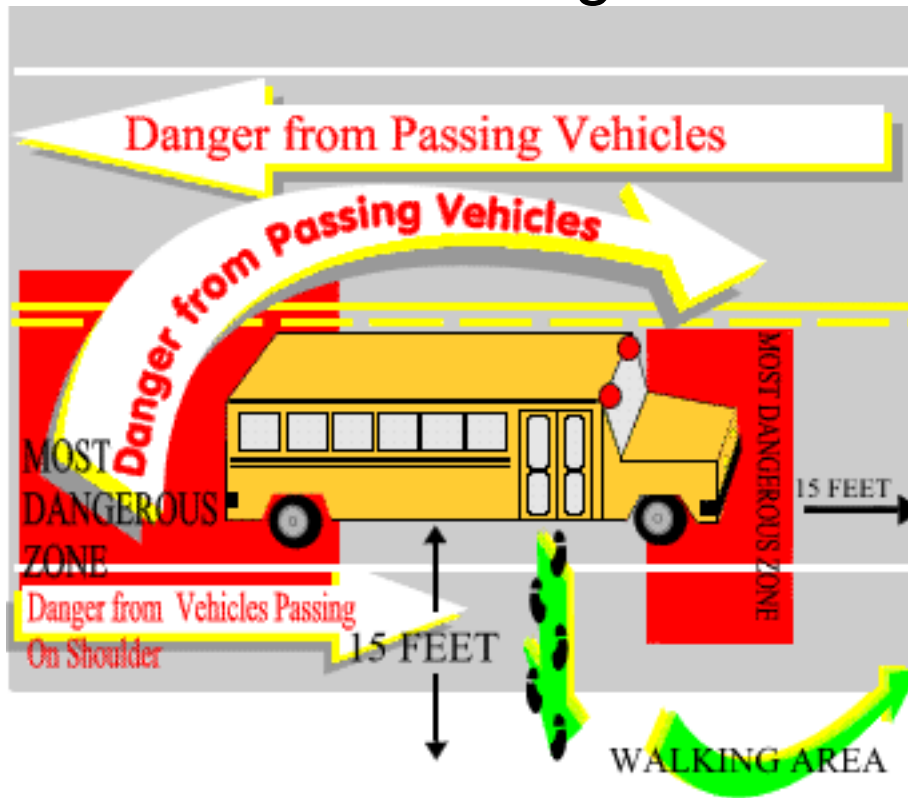 Danger from Passing Vehicles
Danger from Passing Vehicles
MOST
DANGEROUS
ZONE
MOST DANGEROUS ZONE
15 FEET
Danger from Vehicles Passing
On Shoulder
15 FEET
WALKING AREA